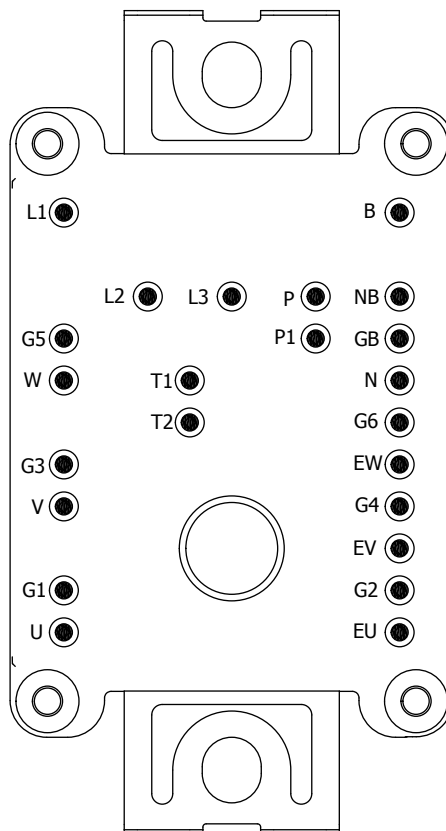 L1 B
L2 L3 P NB
G5 P1 GB
W T1 N
T2 G6
G3 EW
V G4
EV
G1 G2
U EU